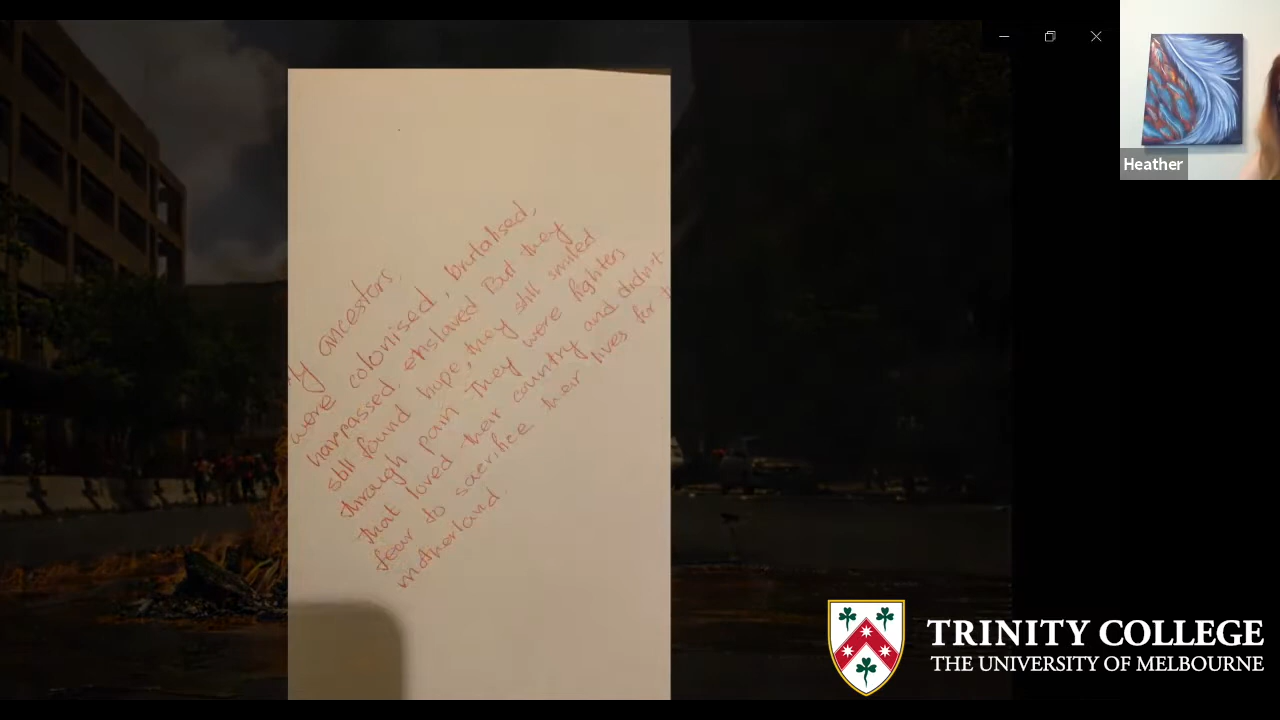 y ancestors,
were colonised, brutalised,
harrassed, enslaved But they
still found hope, they still smiled
through pain They were fighters
that loved their country and didn't
fear to sacrifice their lives for t
motherland.
Heather
TRINITY COLLEGE
THE UNIVERSITY OF MELBOURNE